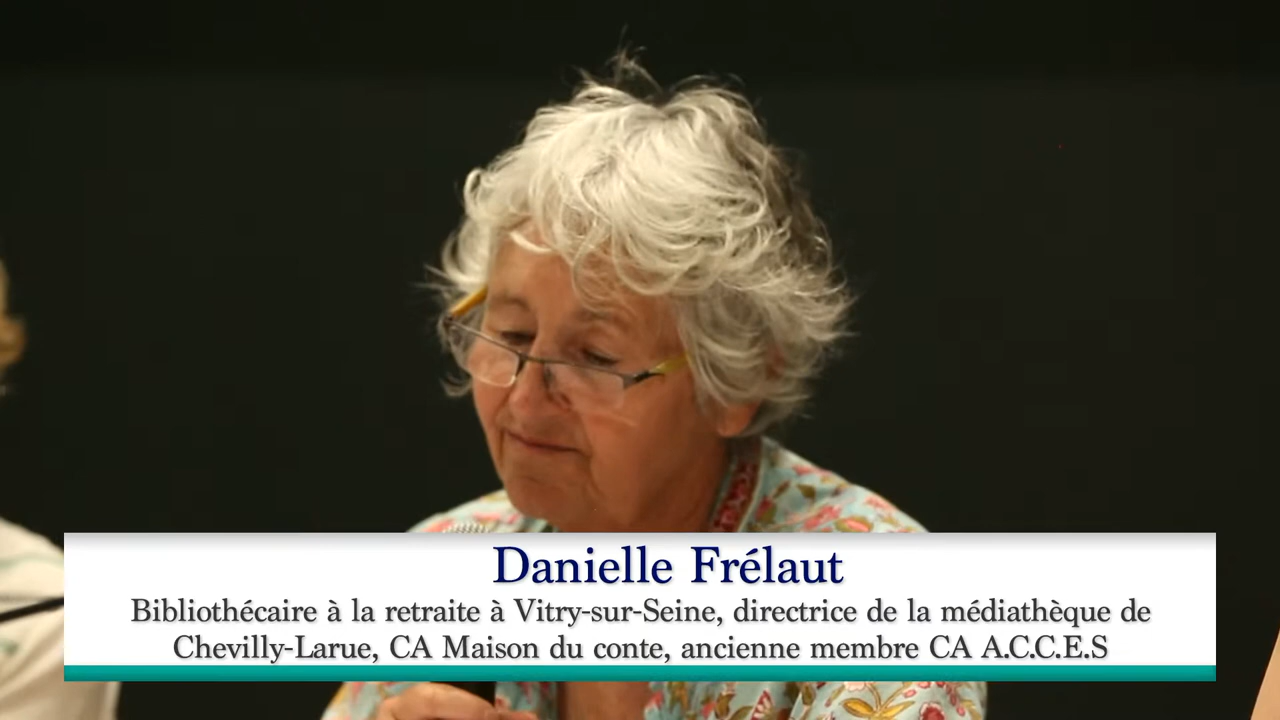 Danielle Frélaut
Bibliothécaire à la retraite à Vitry-sur-Seine, directrice de la médiathèque de
Chevilly-Larue, CA Maison du conte, ancienne membre CA A.C.C.E.S